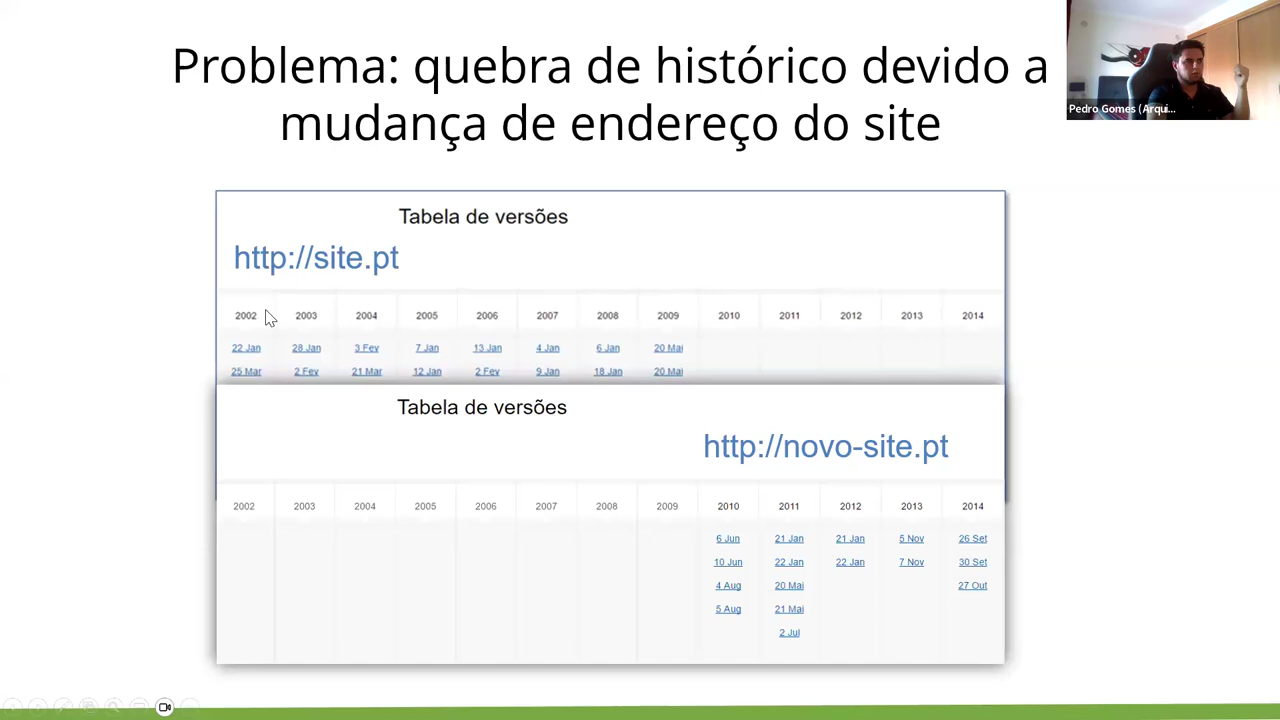 Problema: quebra de histórico devido a
mudança de endereço do site
Pedro Gomes (Arqui...
Tabela de versões
http://site.pt
2002 2003 2004 2005 2006 2007 2008 2009 2010 2011 2012 2013 2014
22 Jan 28 Jan 3 Fev 7 Jan 13 Jan 4 Jan 6 Jan 20 Mai
25 Mar 2 Fev 21 Mar 12 Jan 2 Fev 9 Jan 18 Jan 20 Mai
Tabela de versões
http://novo-site.pt
2002 2003 2004 2005 2006 2007 2008 2009 2010 2011 2012 2013 2014
6 Jun 21 Jan 21 Jan 5 Nov 26 Set
10 Jun 22 Jan 22 Jan 7 Nov 30 Set
4 Aug 20 Mai 27 Out
5 Aug 21 Mai
2 Jul